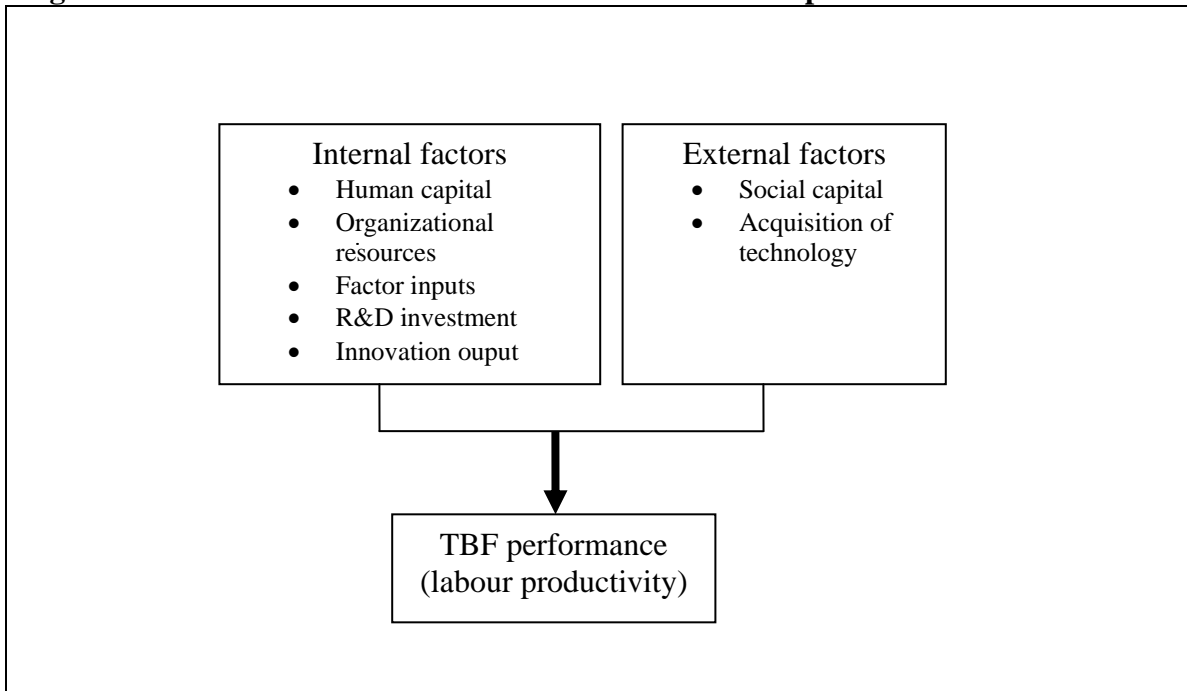 Internal factors
• Human capital
• Organizational
resources
• Factor inputs
• R&D investment
• Innovation ouput
External factors
• Social capital
• Acquisition of
technology
TBF performance
(labour productivity)